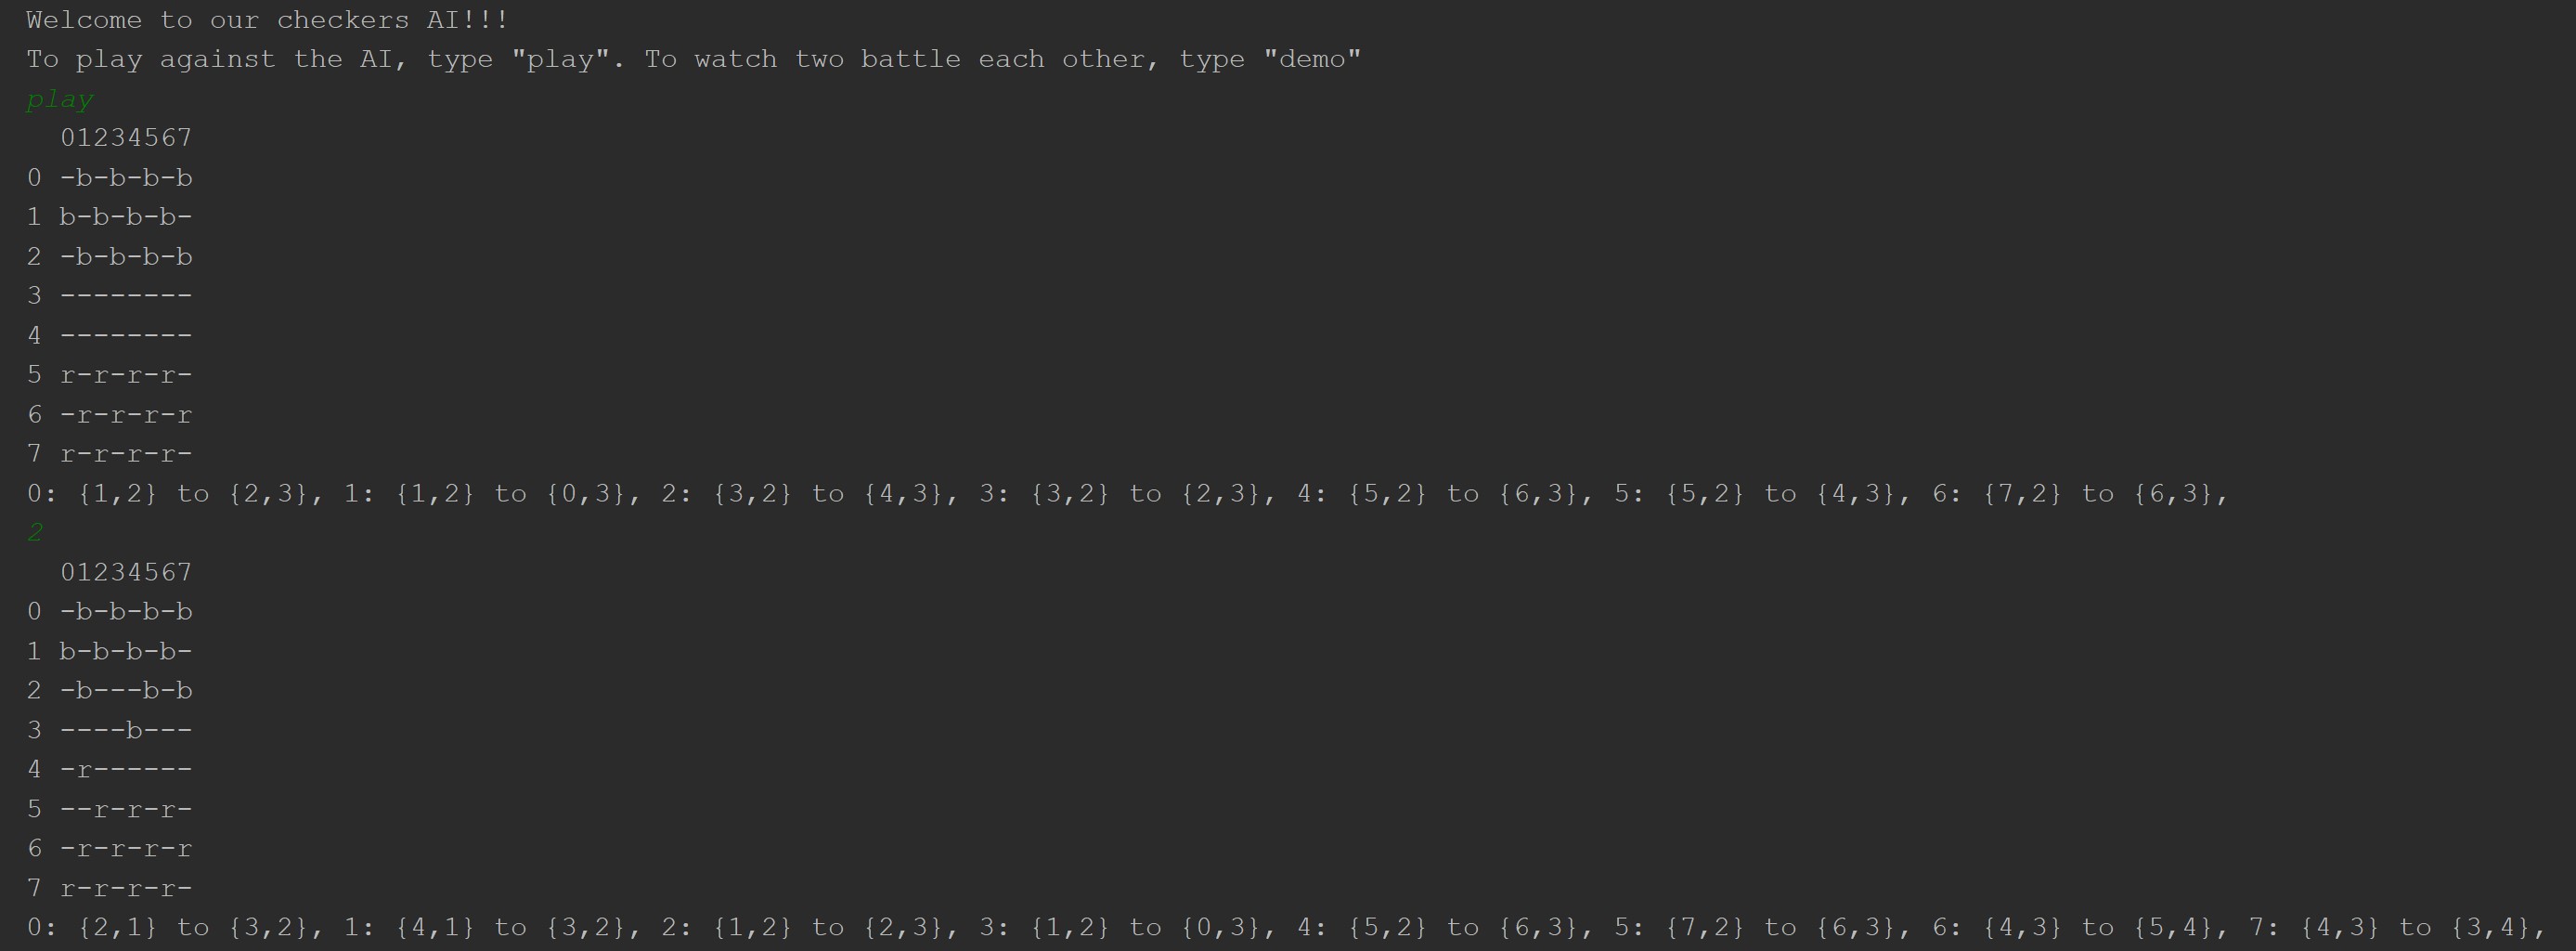 Welcome to our checkers AI!!!
To play against the AI, type "play". To watch two battle each other, type "demo"
play
  01234567
0 -b-b-b-b
1 b-b-b-b-
2 -b-b-b-b
3 --------
4 --------
5 r-r-r-r-
6 -r-r-r-r
7 r-r-r-r-
0: {1,2} to {2,3}, 1: {1,2} to {0,3}, 2: {3,2} to {4,3}, 3: {3,2} to {2,3}, 4: {5,2} to {6,3}, 5: {5,2} to {4,3}, 6: {7,2} to {6,3},
2
  01234567
0 -b-b-b-b
1 b-b-b-b-
2 -b---b-b
3 ----b---
4 -r------
5 --r-r-r-
6 -r-r-r-r
7 r-r-r-r-
0: {2,1} to {3,2}, 1: {4,1} to {3,2}, 2: {1,2} to {2,3}, 3: {1,2} to {0,3}, 4: {5,2} to {6,3}, 5: {7,2} to {6,3}, 6: {4,3} to {5,4}, 7: {4,3} to {3,4},